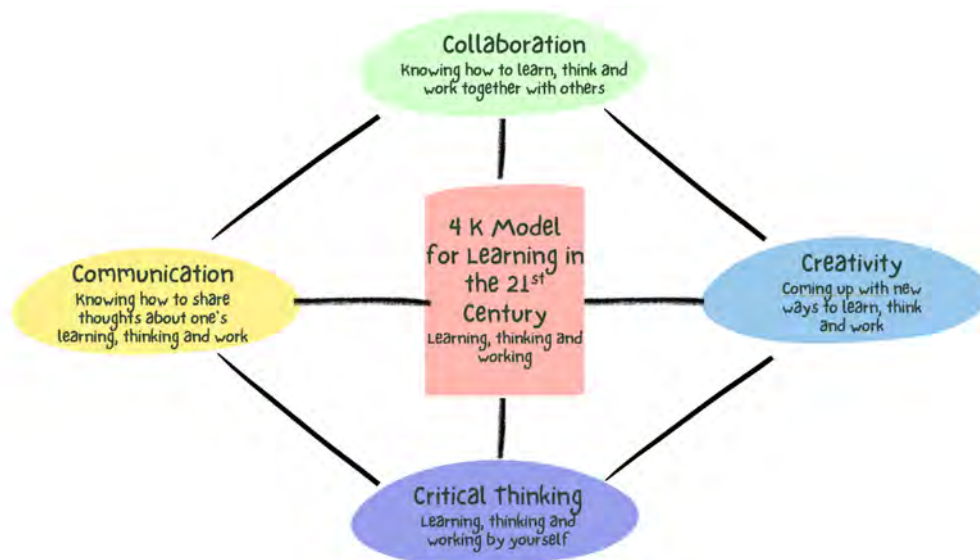 Collaboration
Knowing how to learn, think and
work together with others
4 K Model
for Learning in
the 21st
Century
Learning, thinking and
working
Communication
Knowing how to share
thoughts about one's
learning, thinking and work
Creativity
Coming up with new
ways to learn, think
and work
Critical Thinking
Learning, thinking and
working by yourself